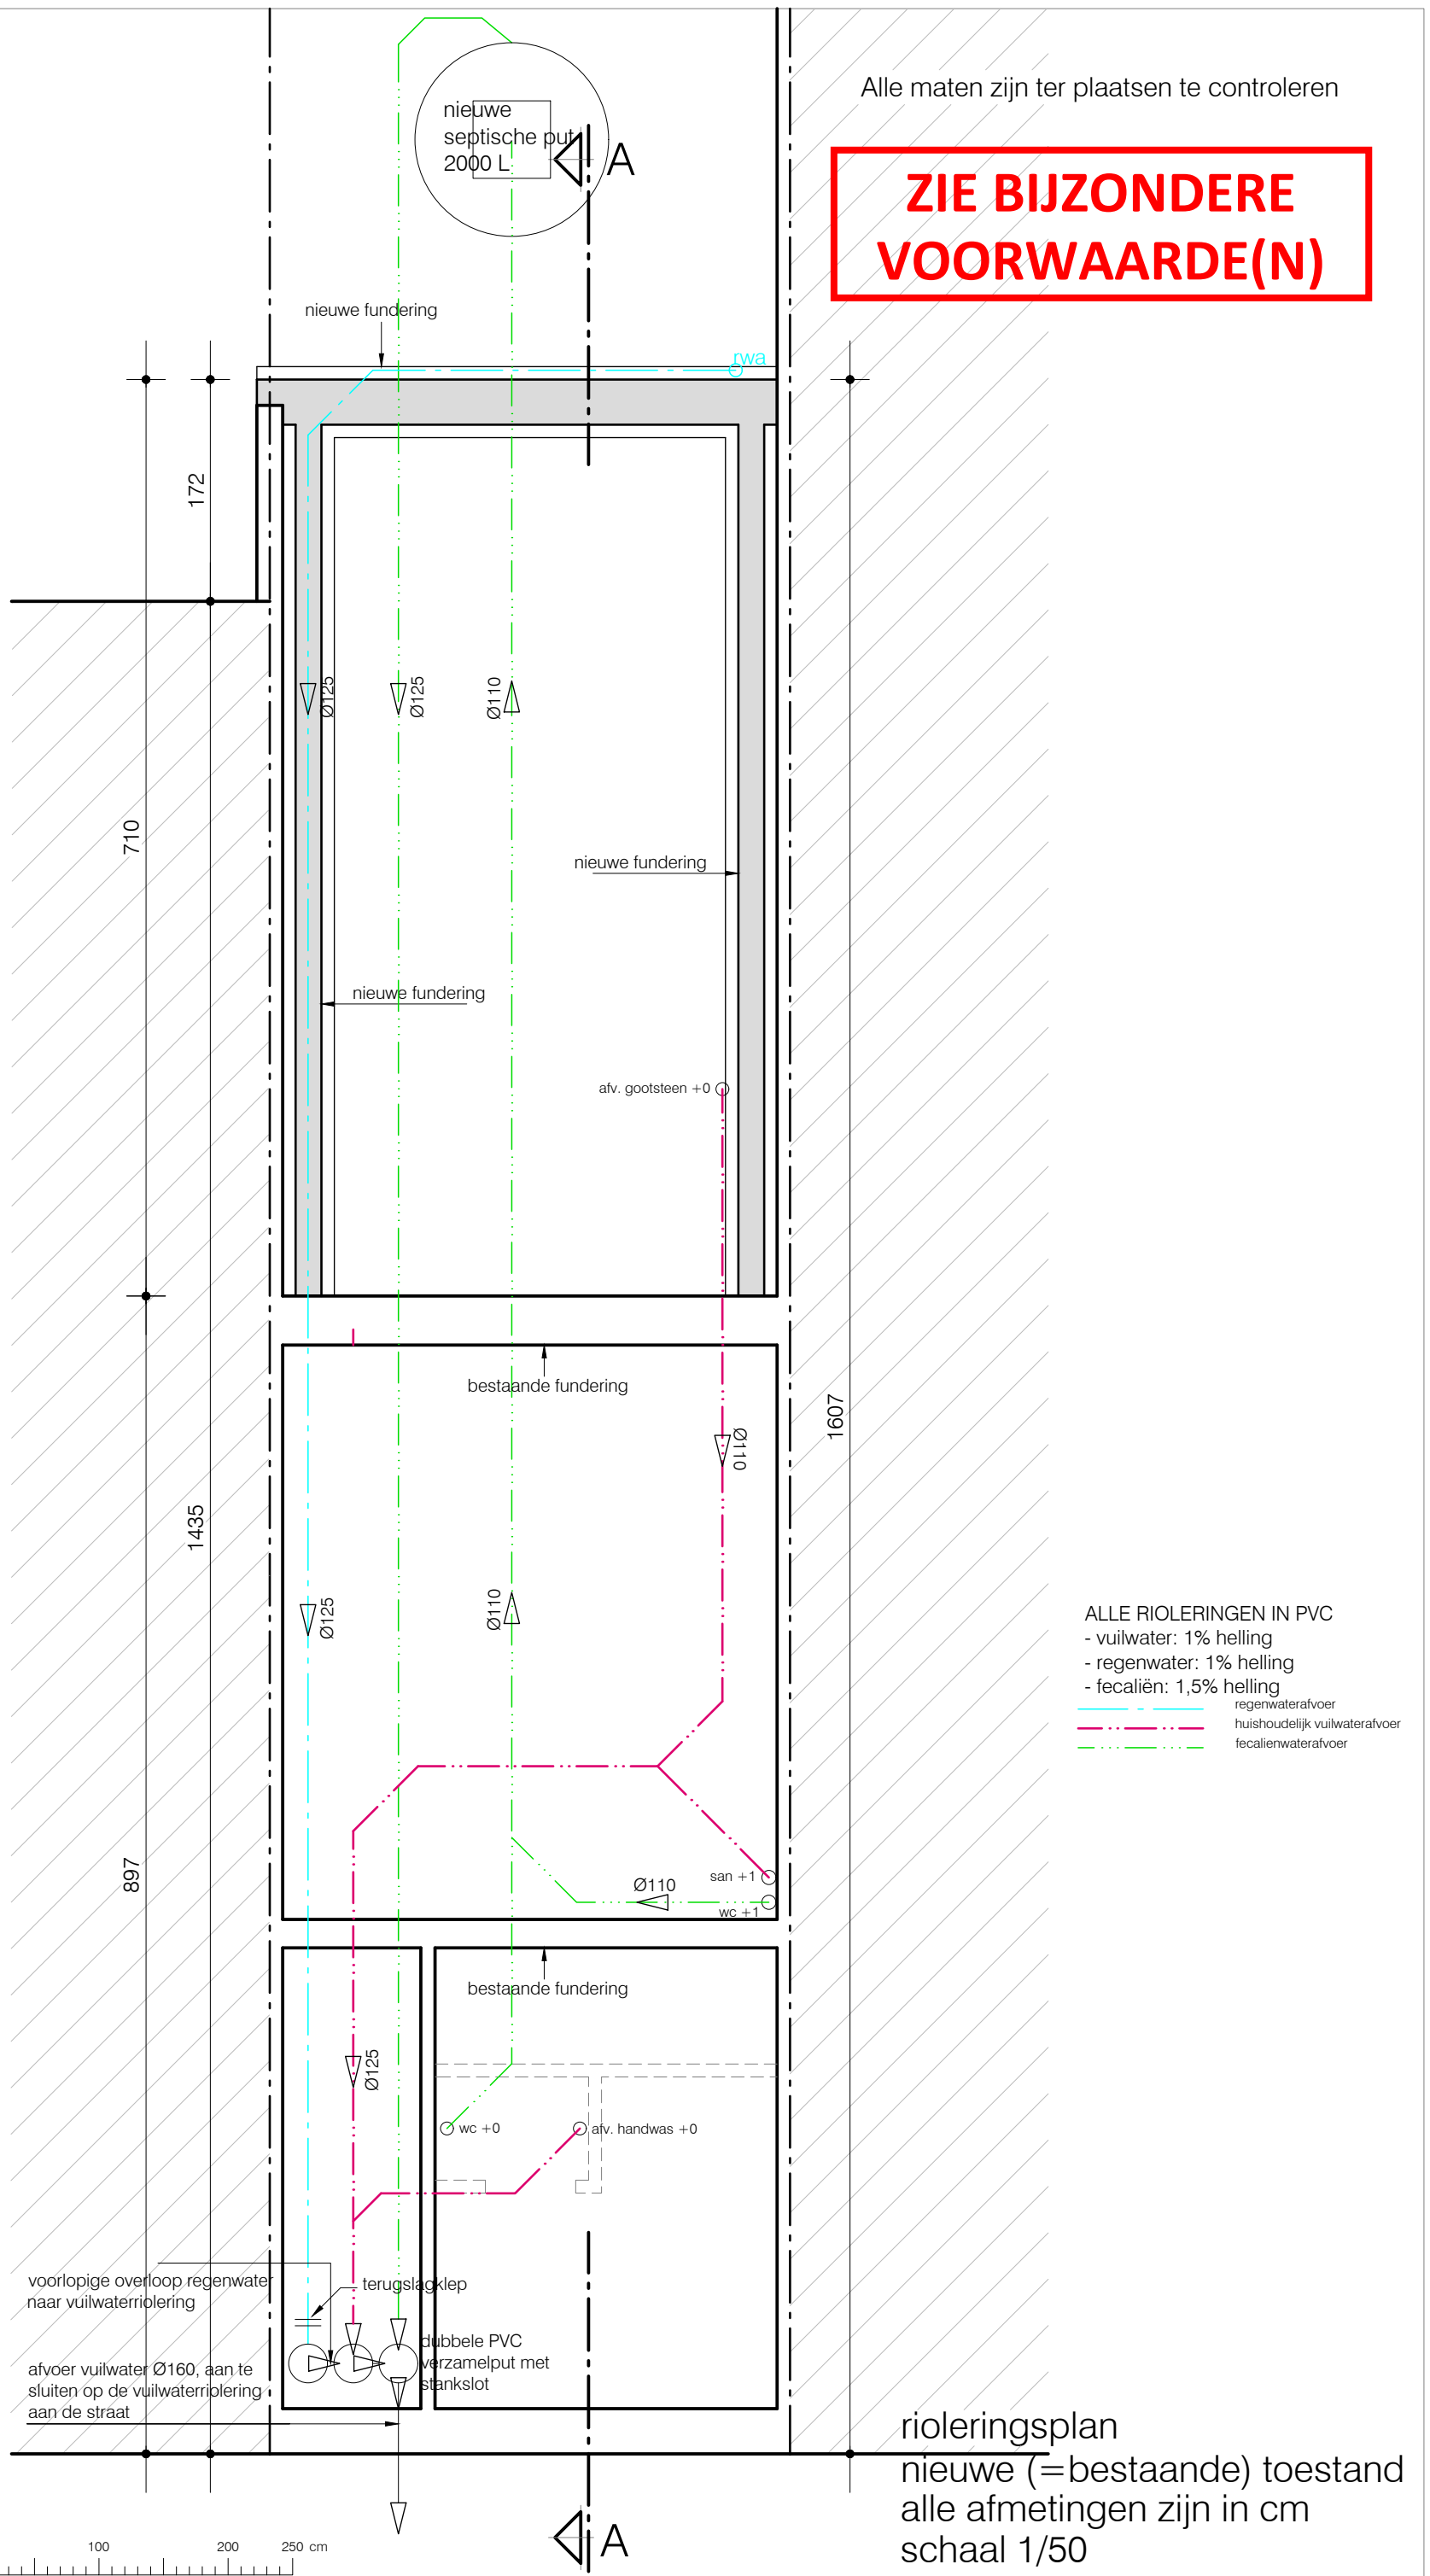 nieuwe
septische put
2000 L
A
Alle maten zijn ter plaatsen te controleren
ZIE BIJZONDERE
VOORWAARDE(N)
nieuwe fundering
rwa
172
Ø125
Ø125
Ø110
710
nieuwe fundering
nieuwe fundering
afv. gootsteen +0
bestaande fundering
1607
Ø110
1435
Ø125
Ø110
ALLE RIOLERINGEN IN PVC
- vuilwater: 1% helling
- regenwater: 1% helling
- fecaliën: 1,5% helling
regenwaterafvoer
huishoudelijk vuilwaterafvoer
fecalienwaterafvoer
897
san +1
Ø110
wc +1
bestaande fundering
Ø125
wc +0
afv. handwas +0
voorlopige overloop regenwater
naar vuilwaterriolering
terugslagklep
dubbele PVC
verzamelput met
stankslot
afvoer vuilwater Ø160, aan te
sluiten op de vuilwaterriolering
aan de straat
rioleringsplan
nieuwe (=bestaande) toestand
alle afmetingen zijn in cm
schaal 1/50
A
100
200
250 cm